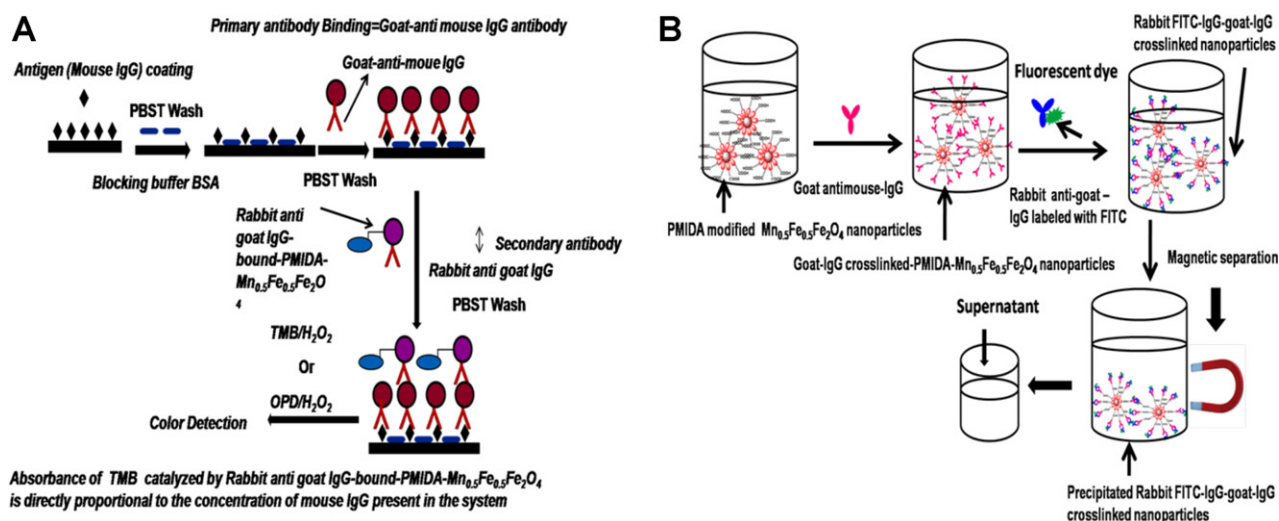 A
Primary antibody Binding=Goat-anti mouse IgG antibody
Antigen (Mouse IgG) coating
Goat-anti-moue IgG
PBST Wash
Blocking buffer BSA
PBST Wash
Rabbit anti
goat IgG-
bound-PMIDA-
Mn0.5Fe0.5Fe2O
4
Secondary antibody
Rabbit anti goat IgG
PBST Wash
TMB/H2O2
Or
OPD/H2O2
Color Detection
Absorbance of TMB catalyzed by Rabbit anti goat IgG-bound-PMIDA-Mn0.5Fe0.5Fe2O4
is directly proportional to the concentration of mouse IgG present in the system
B
Rabbit FITC-IgG-goat-IgG
crosslinked nanoparticles
Fluorescent dye
Goat antimouse-IgG
Rabbit anti-goat–
IgG labeled with FITC
PMIDA modified Mn0.5Fe0.5Fe2O4 nanoparticles
Goat-IgG crosslinked-PMIDA-Mn0.5Fe0.5Fe2O4 nanoparticles
Magnetic separation
Supernatant
Precipitated Rabbit FITC-IgG-goat-IgG
crosslinked nanoparticles